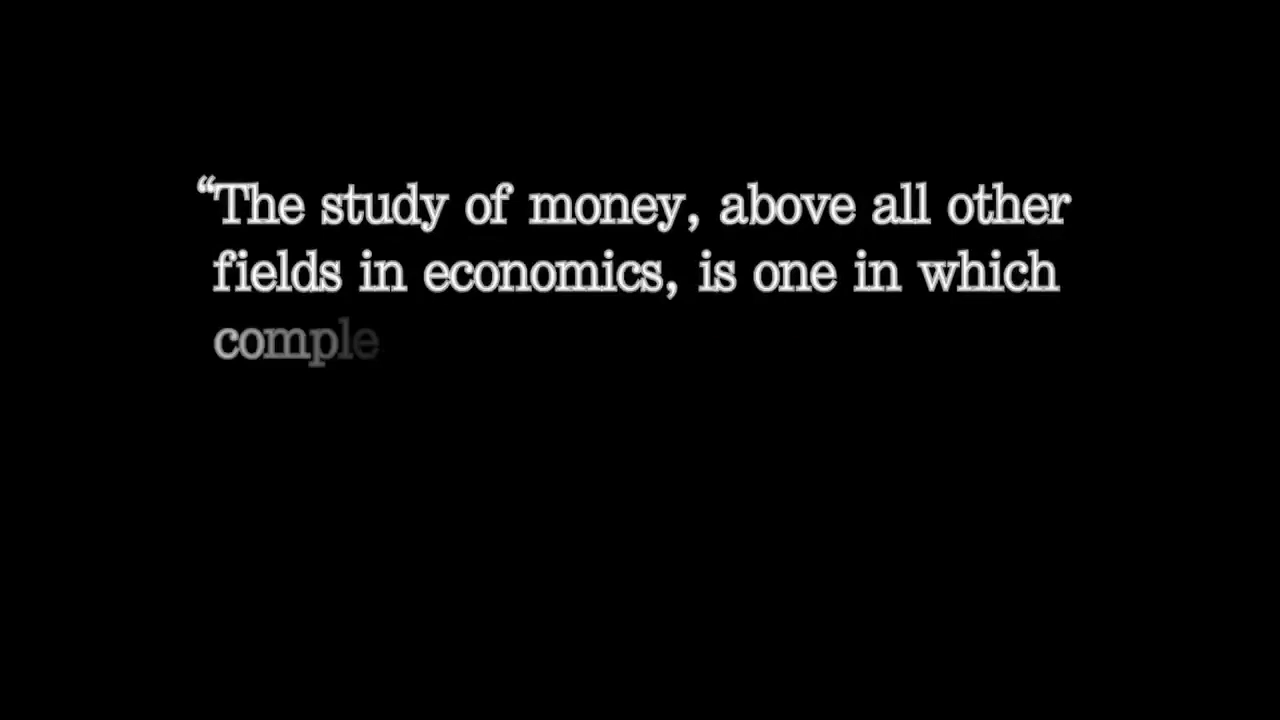 “The study of money, above all other
fields in economics, is one in which
comple